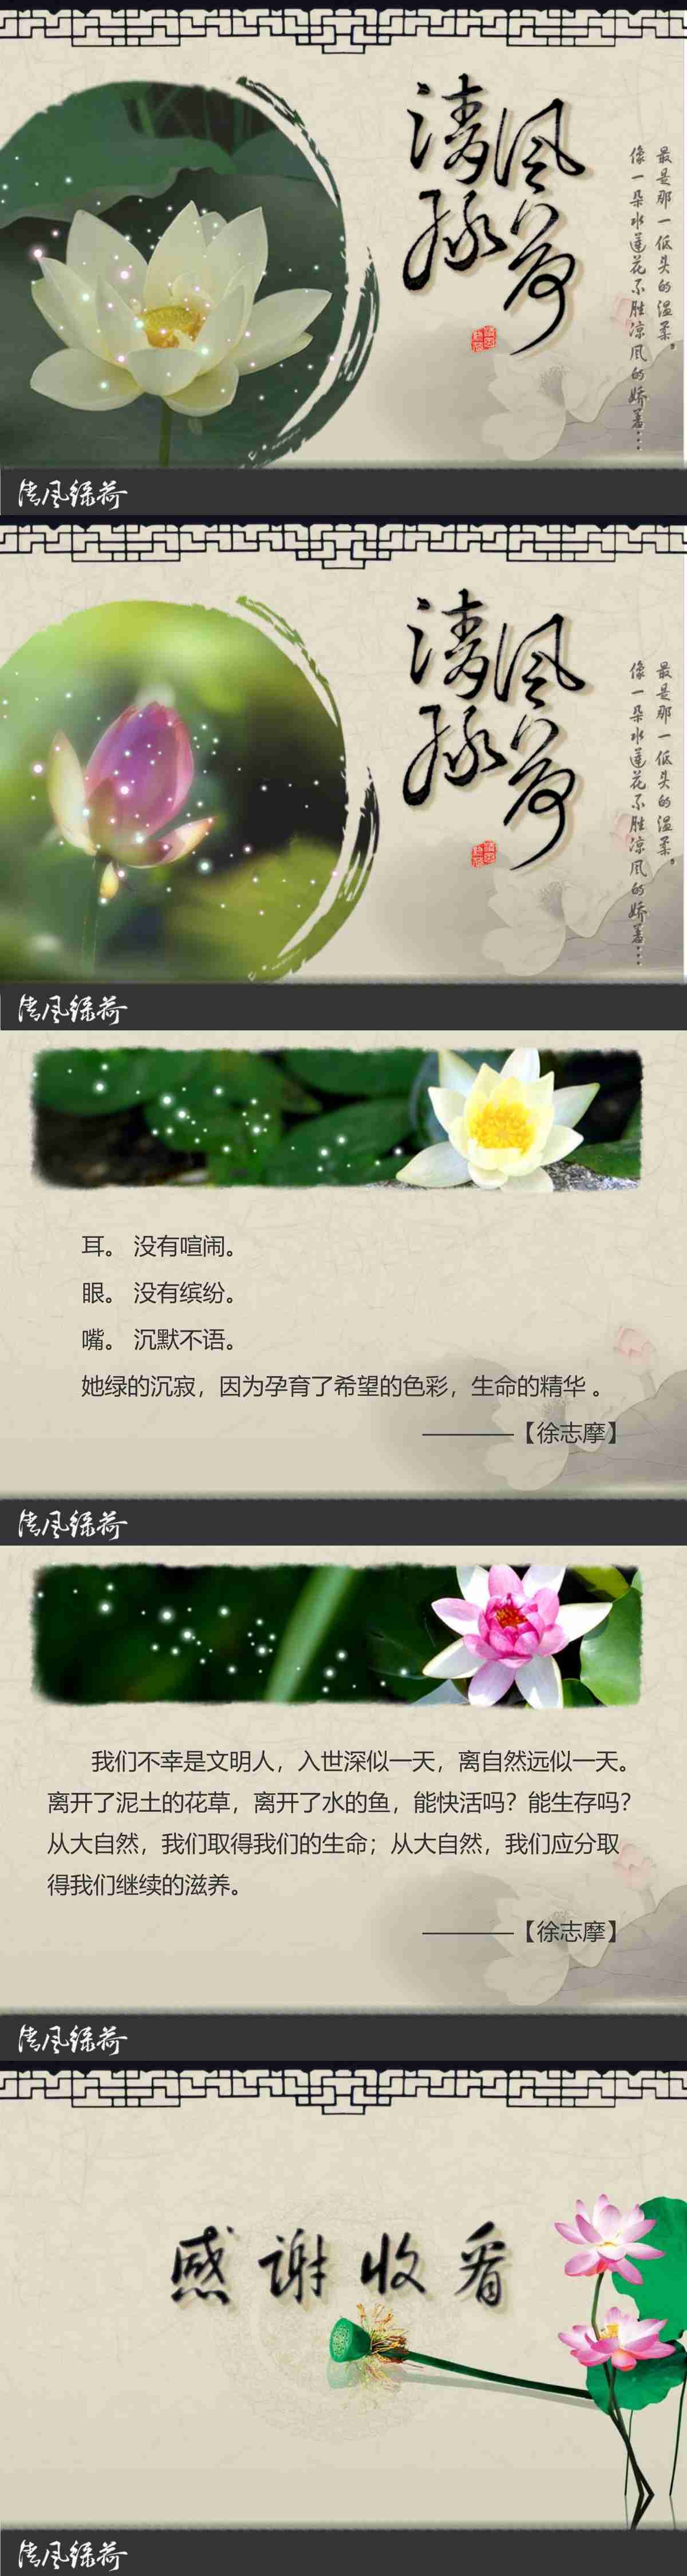 清风
绿荷
最是那一低头的温柔，
像一朵水莲花不胜凉风的娇羞…
清风绿荷
清风
绿荷
最是那一低头的温柔，
像一朵水莲花不胜凉风的娇羞…
清风绿荷
耳。 没有喧闹。
眼。 没有缤纷。
嘴。 沉默不语。
她绿的沉寂，因为孕育了希望的色彩，生命的精华 。
————【徐志摩】
清风绿荷
我们不幸是文明人，入世深似一天，离自然远似一天。
离开了泥土的花草，离开了水的鱼，能快活吗？能生存吗？
从大自然，我们取得我们的生命；从大自然，我们应分取
得我们继续的滋养。
————【徐志摩】
清风绿荷
感谢收看
清风绿荷